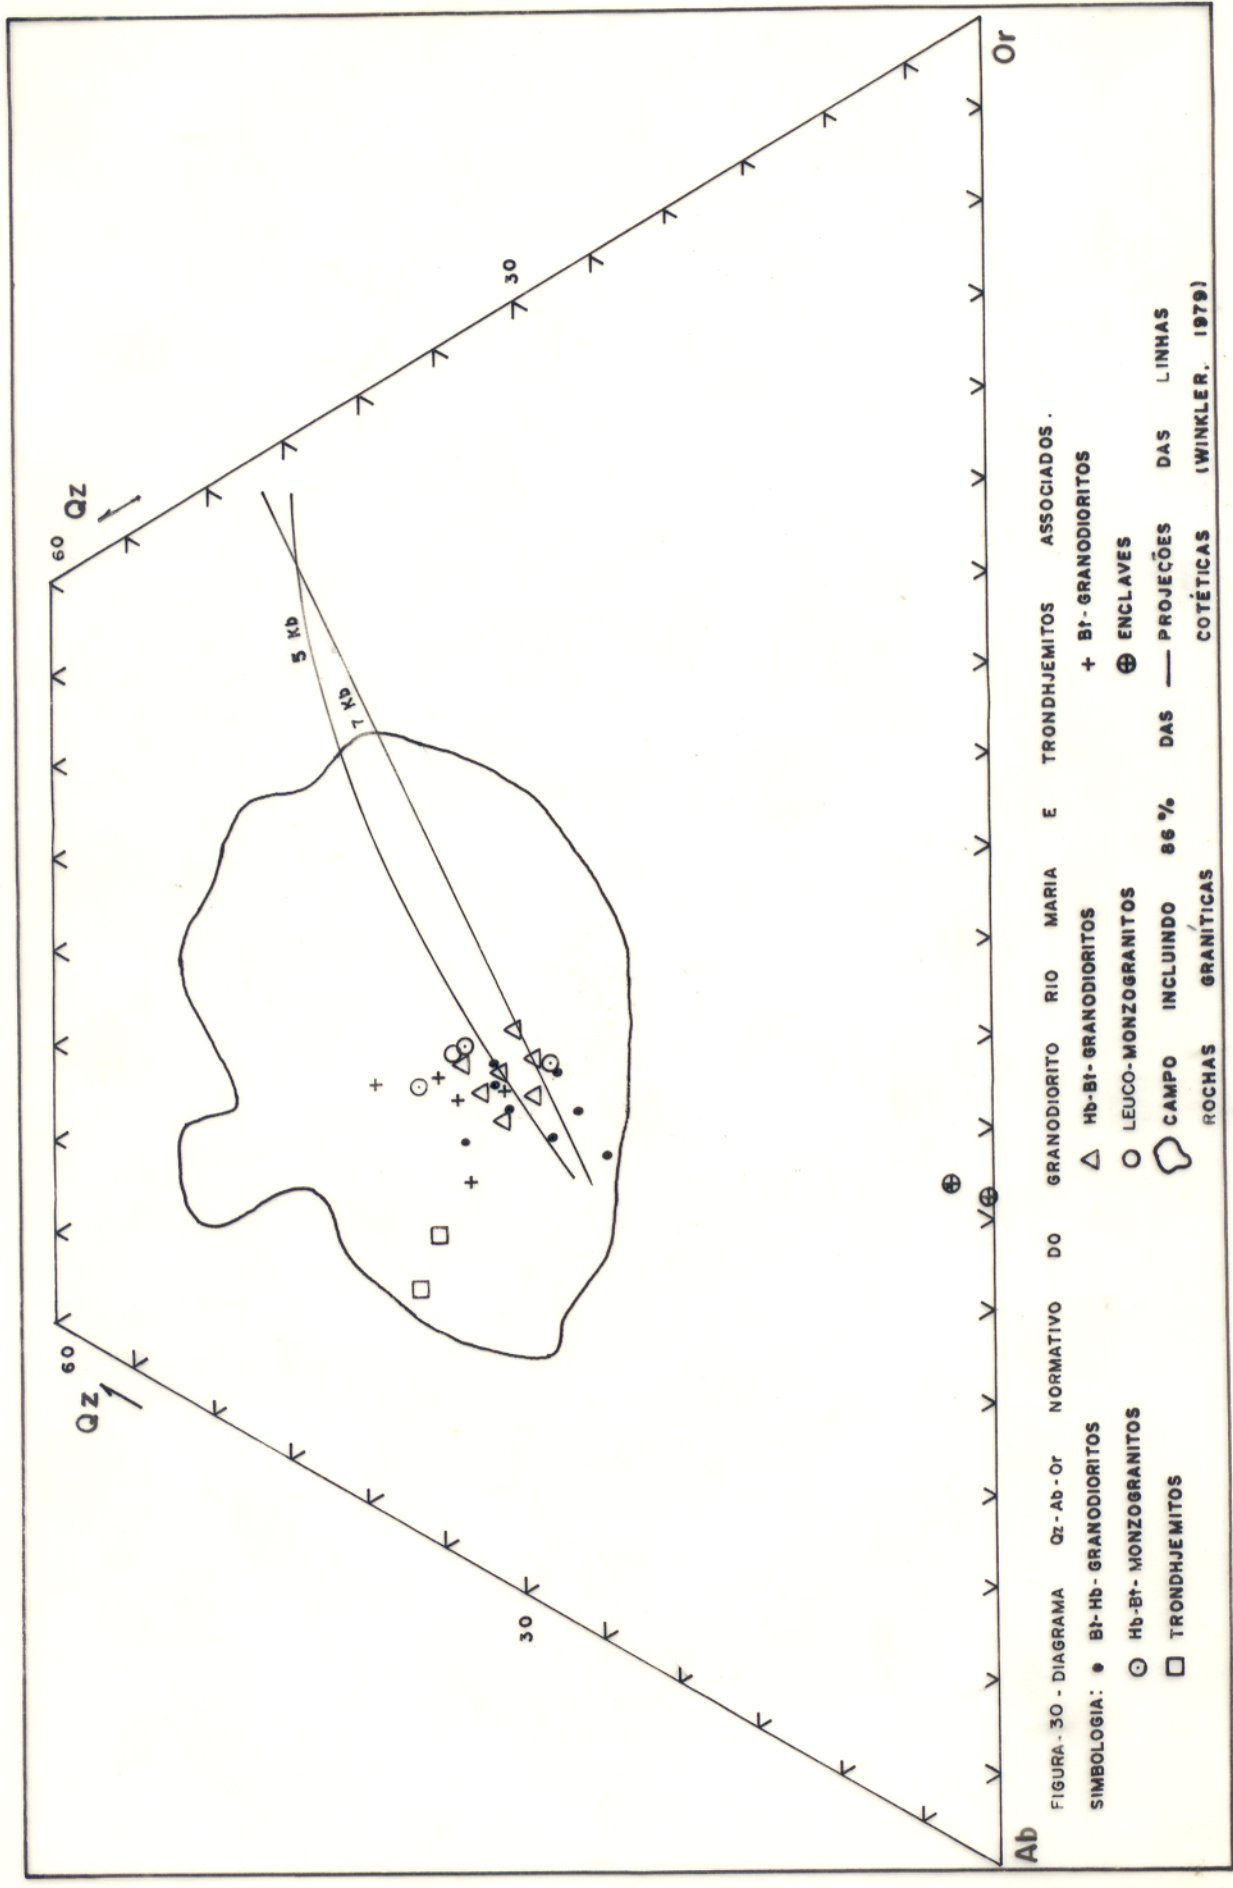 60
Qz
60
Qz
5 Kb
7 Kb
30
30
Ab
Or
FIGURA-30 - DIAGRAMA Qz-Ab-Or NORMATIVO DO GRANODIORITO RIO MARIA E TRONDHJEMITOS ASSOCIADOS.
SIMBOLOGIA: • Bt-Hb-GRANODIORITOS △ Hb-Bt-GRANODIORITOS + Bt-GRANODIORITOS
⊙ Hb-Bt-MONZOGRANITOS ○ LEUCO-MONZOGRANITOS ⊕ ENCLAVES
□ TRONDHJEMITOS CAMPO INCLUINDO 86% DAS — PROJEÇÕES DAS LINHAS
ROCHAS GRANÍTICAS COTÉTICAS (WINKLER, 1979)